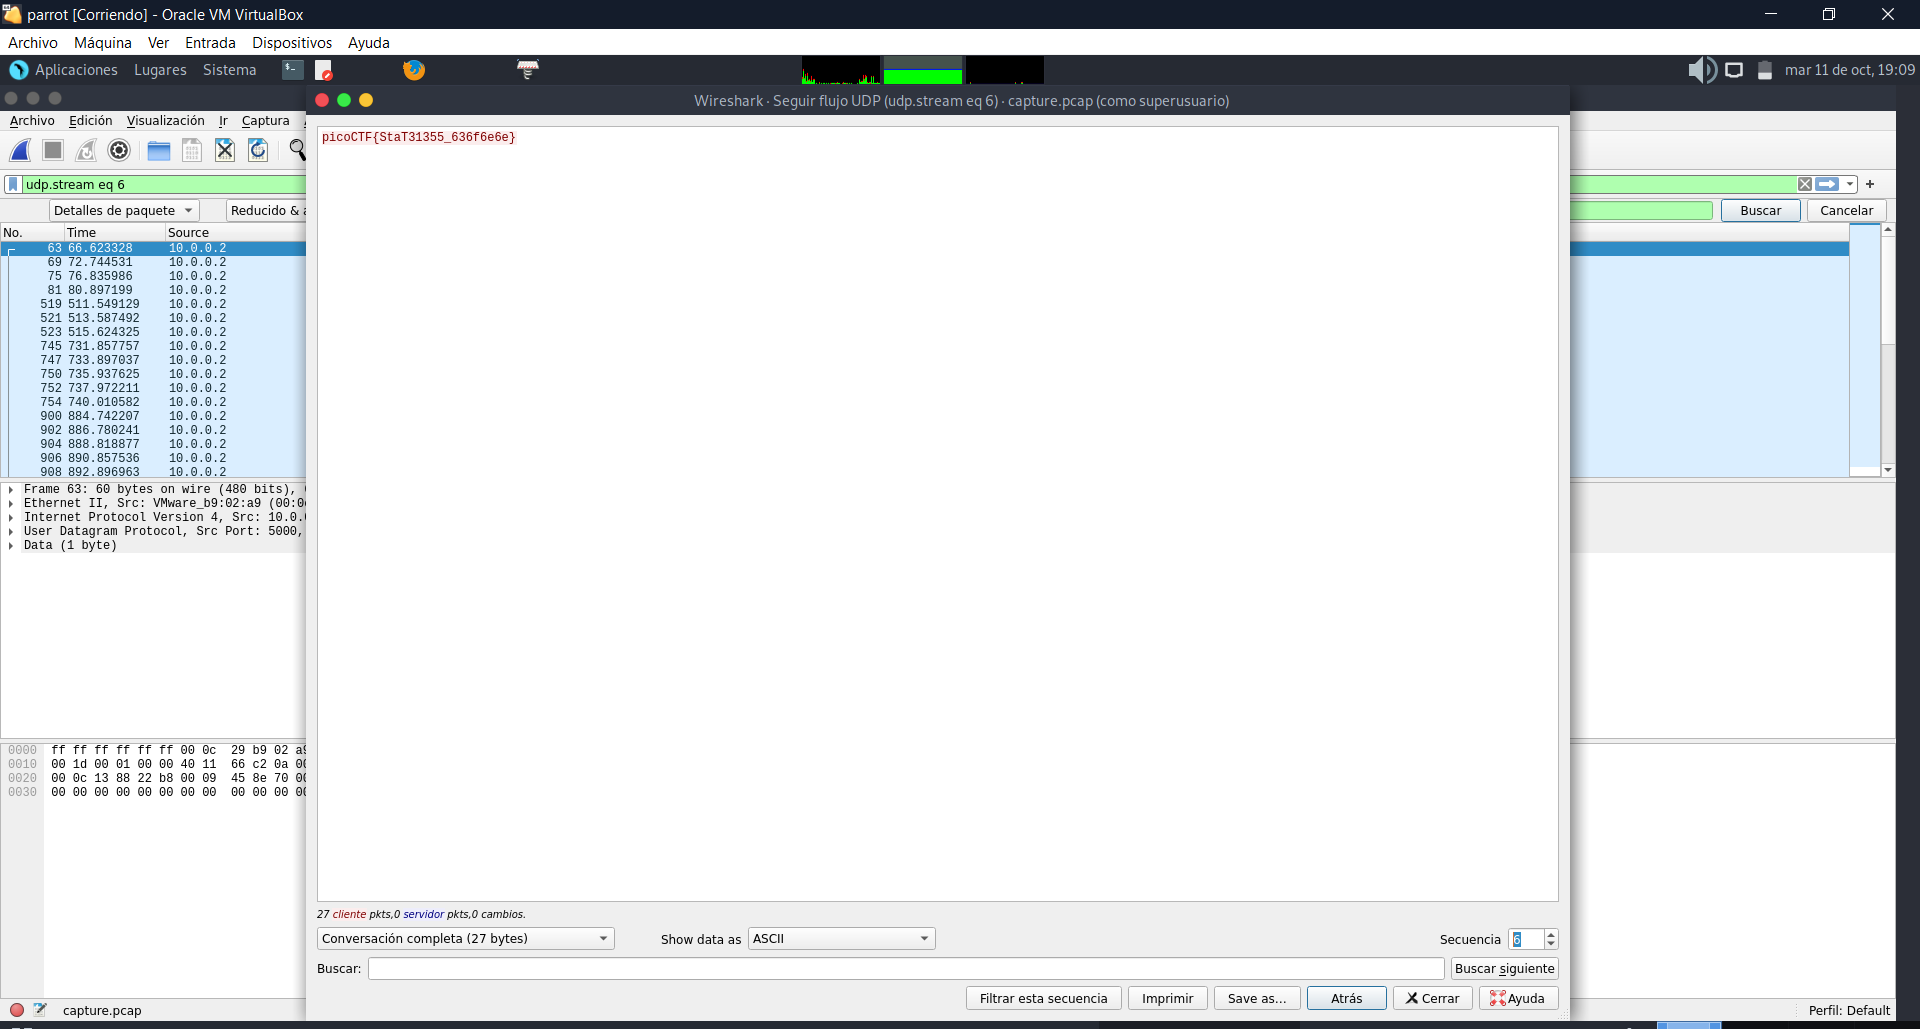 parrot [Corriendo] - Oracle VM VirtualBox
Archivo Máquina Ver Entrada Dispositivos Ayuda
Aplicaciones Lugares Sistema mar 11 de oct, 19:09
Wireshark · Seguir flujo UDP (udp.stream eq 6) · capture.pcap (como superusuario)
Archivo Edición Visualización Ir Captura
picoCTF{StaT31355_636f6e6e}
udp.stream eq 6
+
Detalles de paquete Reducido & Buscar Cancelar
No. Time Source
63 66.623328 10.0.0.2
69 72.744531 10.0.0.2
75 76.835986 10.0.0.2
81 80.897199 10.0.0.2
519 511.549129 10.0.0.2
521 513.587492 10.0.0.2
523 515.624325 10.0.0.2
745 731.857757 10.0.0.2
747 733.897037 10.0.0.2
750 735.937625 10.0.0.2
752 737.972211 10.0.0.2
754 740.010582 10.0.0.2
900 884.742207 10.0.0.2
902 886.780241 10.0.0.2
904 888.818877 10.0.0.2
906 890.857536 10.0.0.2
908 892.896963 10.0.0.2
Frame 63: 60 bytes on wire (480 bits),
Ethernet II, Src: VMware_b9:02:a9 (00:0
Internet Protocol Version 4, Src: 10.0.
User Datagram Protocol, Src Port: 5000,
Data (1 byte)
0000 ff ff ff ff ff ff 00 0c 29 b9 02 a9
0010 00 1d 00 01 00 00 40 11 66 c2 0a 00
0020 00 0c 13 88 22 b8 00 09 45 8e 70 00
0030 00 00 00 00 00 00 00 00 00 00 00 00
27 cliente pkts,0 servidor pkts,0 cambios.
Conversación completa (27 bytes) Show data as ASCII Secuencia 6
Buscar: Buscar siguiente
Filtrar esta secuencia Imprimir Save as... Atrás Cerrar Ayuda
capture.pcap Perfil: Default